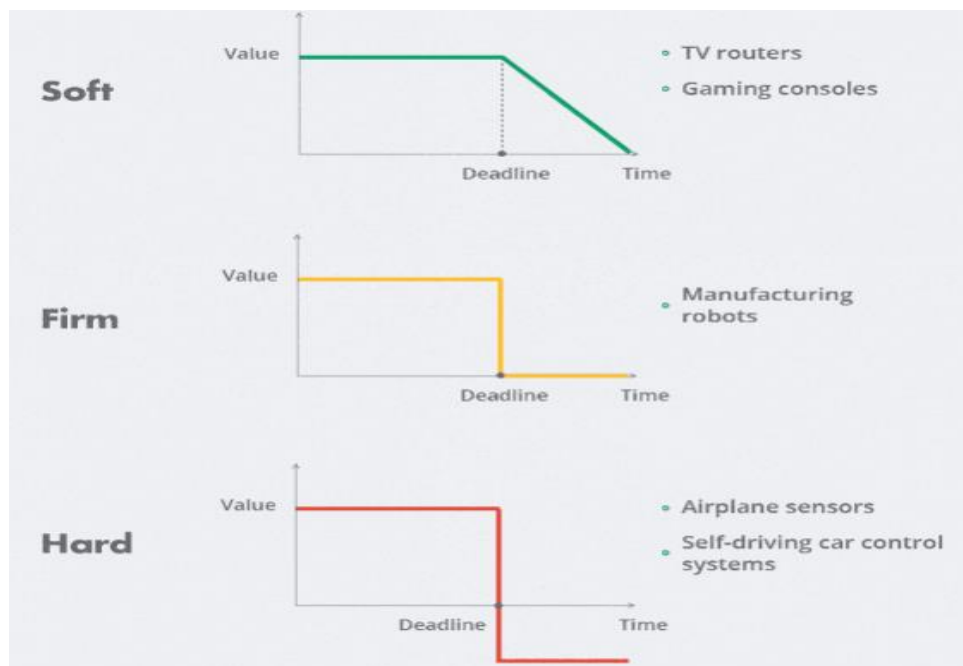 Soft
Value
Deadline
Time
TV routers
Gaming consoles
Firm
Value
Deadline
Time
Manufacturing
robots
Hard
Value
Deadline
Time
Airplane sensors
Self-driving car control
systems